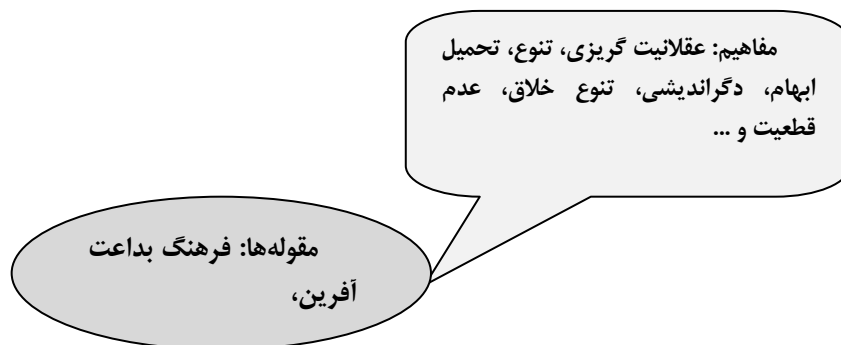 مفاهیم: عقلانیت گریزی، تنوع، تحمیل
ابهام، دگراندیشی، تنوع خلاق، عدم
قطعیت و ...
مقوله‌ها: فرهنگ بداعت
آفرین،